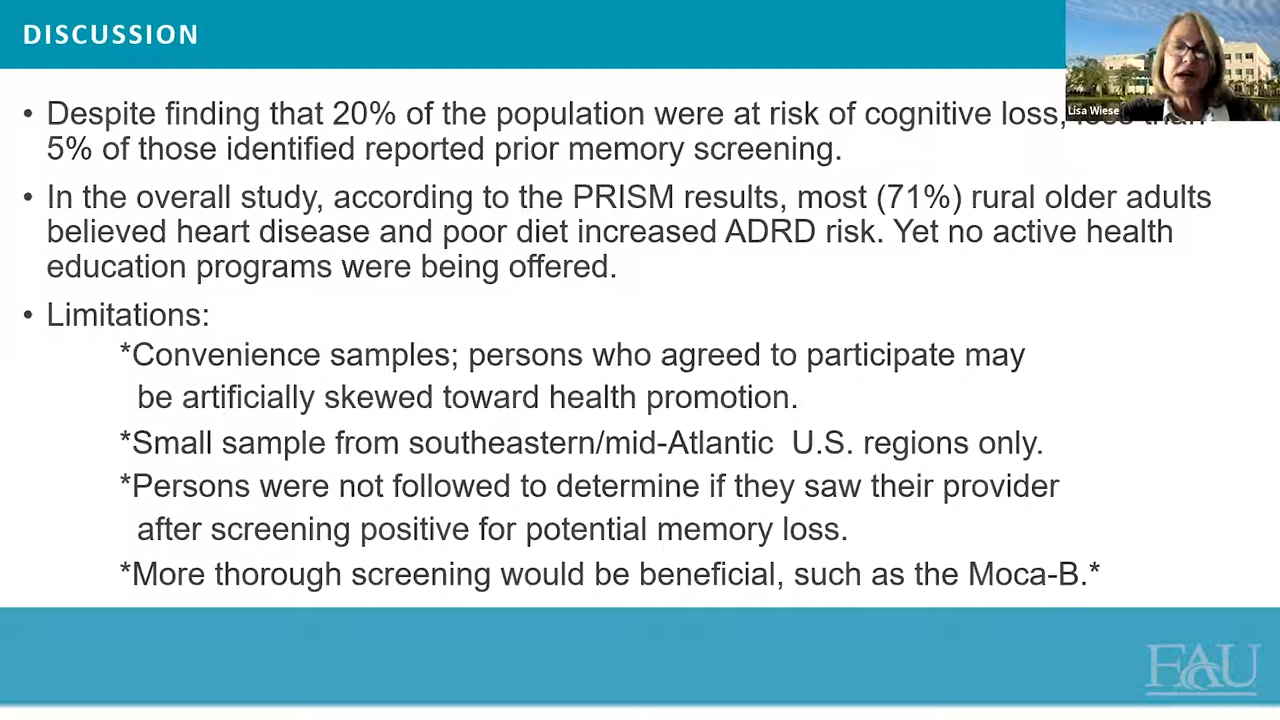 DISCUSSION
Lisa Wiese
• Despite finding that 20% of the population were at risk of cognitive loss, less than
5% of those identified reported prior memory screening.
• In the overall study, according to the PRISM results, most (71%) rural older adults
believed heart disease and poor diet increased ADRD risk. Yet no active health
education programs were being offered.
• Limitations:
*Convenience samples; persons who agreed to participate may
be artificially skewed toward health promotion.
*Small sample from southeastern/mid-Atlantic  U.S. regions only.
*Persons were not followed to determine if they saw their provider
after screening positive for potential memory loss.
*More thorough screening would be beneficial, such as the Moca-B.*
FAU